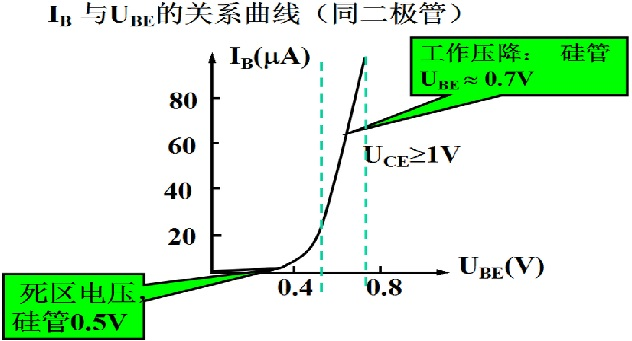 IB 与UBE的关系曲线（同二极管）
IB(μA)
工作压降： 硅管
UBE ≈ 0.7V
80
60
UCE≥1V
40
20
死区电压，
硅管0.5V
0.4
0.8
UBE(V)